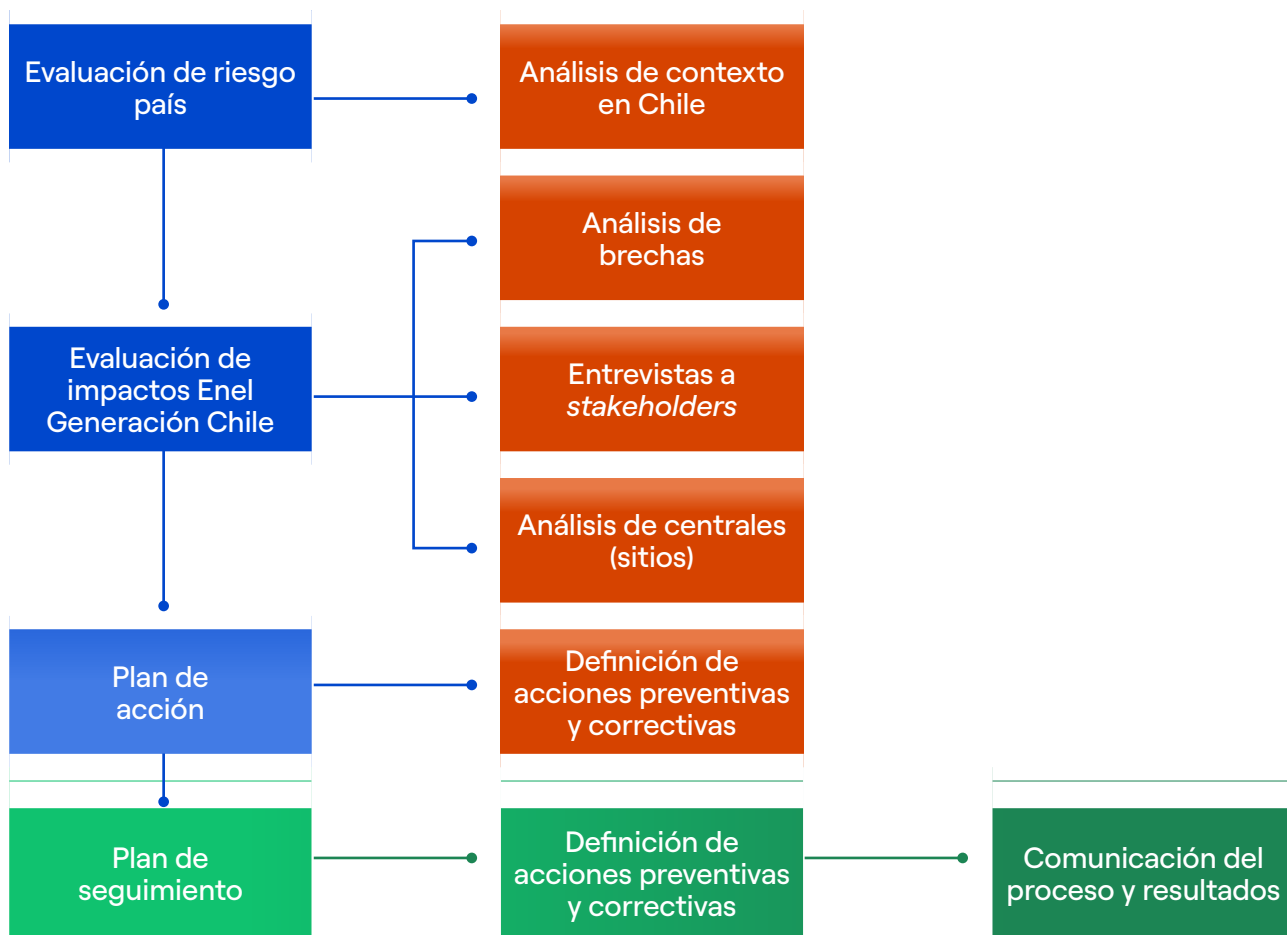 Evaluación de riesgo
país
Análisis de contexto
en Chile
Análisis de
brechas
Evaluación de
impactos Enel
Generación Chile
Entrevistas a
stakeholders
Análisis de centrales
(sitios)
Plan de
acción
Definición de
acciones preventivas
y correctivas
Plan de
seguimiento
Definición de
acciones preventivas
y correctivas
Comunicación del
proceso y resultados